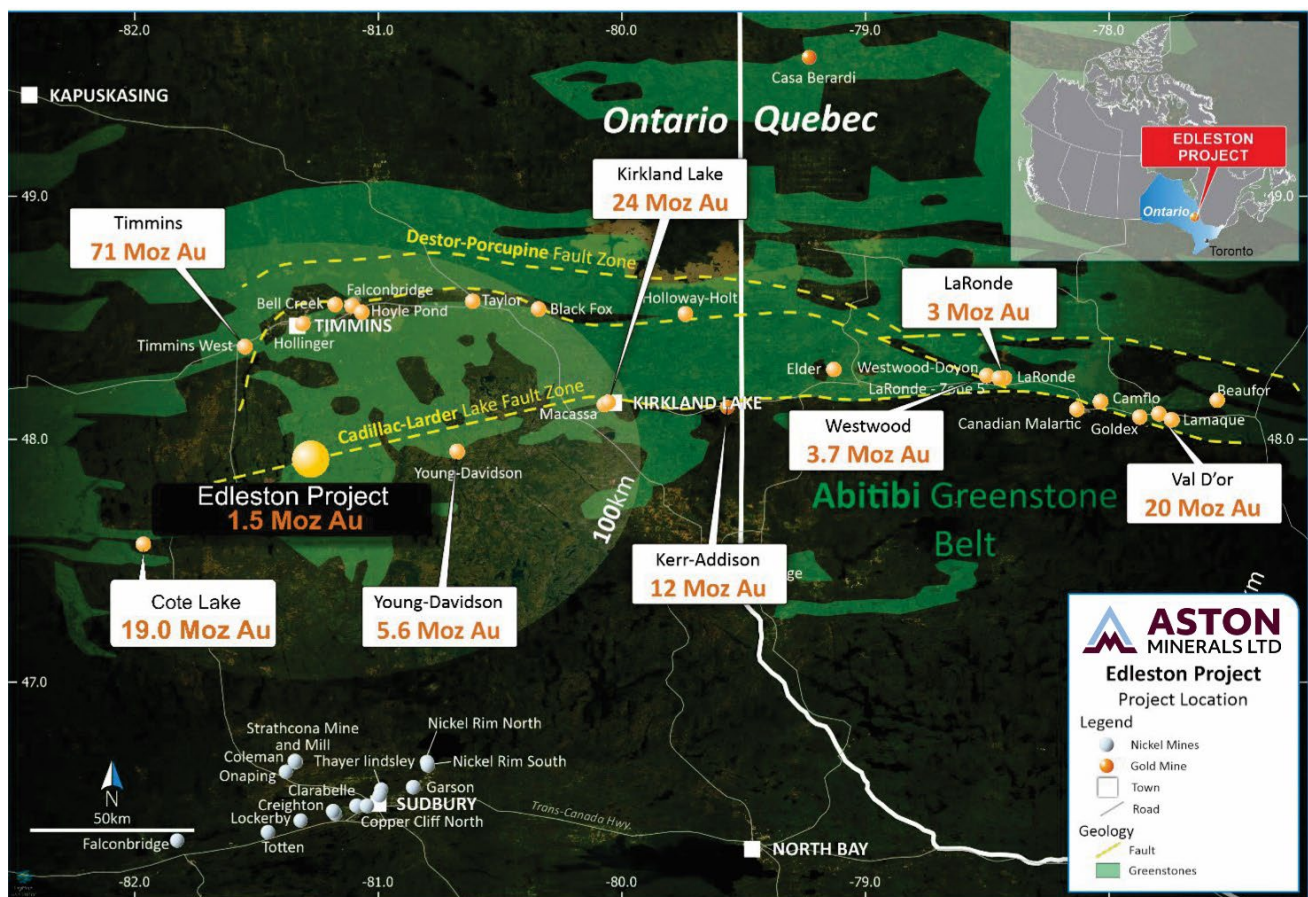 -82.0
-81.0
-80.0
-79.0
-78.0
KAPUSKASING
Casa Berardi
Ontario
Quebec
EDLESTON
PROJECT
Ontario
Toronto
49.0
49.0
Kirkland Lake
24 Moz Au
Timmins
71 Moz Au
Destor-Porcupine Fault Zone
Bell Creek
Falconbridge
Hoyle Pond
Taylor
Black Fox
Holloway-Holt
TIMMINS
Hollinger
Timmins West
LaRonde
3 Moz Au
Elder
Westwood-Doyon
LaRonde
LaRonde - Zone 5
Beaufor
Camflo
Canadian Malartic
Goldex
Lamaque
Macassa
KIRKLAND LAKE
Cadillac-Larder Lake Fault Zone
48.0
48.0
Westwood
3.7 Moz Au
Young-Davidson
Edleston Project
1.5 Moz Au
Val D'or
20 Moz Au
100km
Abitibi Greenstone
Belt
Kerr-Addison
12 Moz Au
Cote Lake
19.0 Moz Au
Young-Davidson
5.6 Moz Au
47.0
47.0
ASTON
MINERALS LTD
Edleston Project
Project Location
Legend
Nickel Mines
Gold Mine
Town
Road
Geology
Fault
Greenstones
Strathcona Mine
and Mill
Nickel Rim North
Coleman
Thayer lindsley
Nickel Rim South
Onaping
Clarabelle
Garson
Creighton
SUDBURY
Lockerby
Copper Cliff North
Totten
Falconbridge
N
50km
Trans-Canada Hwy.
NORTH BAY
-82.0
-81.0
-80.0
-79.0
-78.0